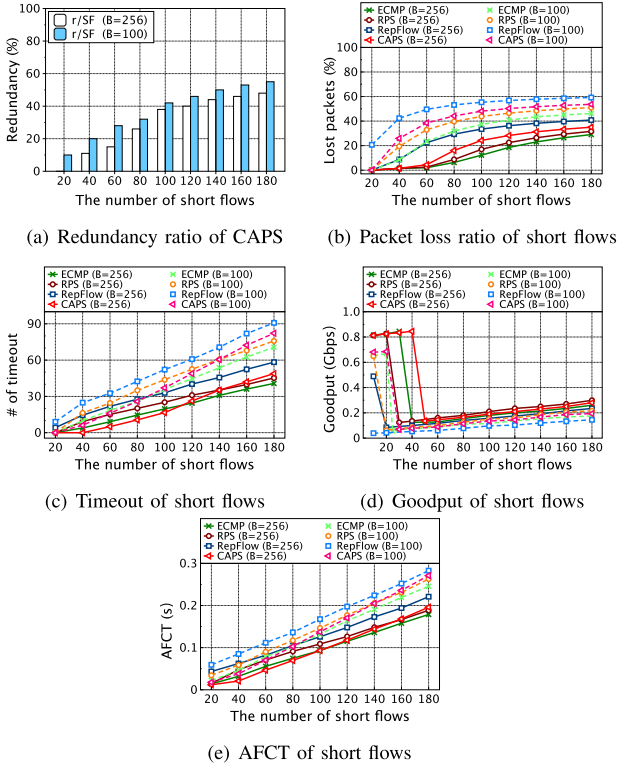 100
80
60
40
20
0
Redundancy (%)
r/SF (B=256)
r/SF (B=100)
20 40 60 80 100 120 140 160 180
The number of short flows
(a) Redundancy ratio of CAPS
ECMP (B=256) ECMP (B=100)
RPS (B=256) RPS (B=100)
RepFlow (B=256) RepFlow (B=100)
CAPS (B=256) CAPS (B=100)
100
80
60
40
20
0
Lost packets (%)
20 40 60 80 100 120 140 160 180
The number of short flows
(b) Packet loss ratio of short flows
ECMP (B=256) ECMP (B=100)
RPS (B=256) RPS (B=100)
RepFlow (B=256) RepFlow (B=100)
CAPS (B=256) CAPS (B=100)
90
60
30
0
# of timeout
20 40 60 80 100 120 140 160 180
The number of short flows
(c) Timeout of short flows
ECMP (B=256) ECMP (B=100)
RPS (B=256) RPS (B=100)
RepFlow (B=256) RepFlow (B=100)
CAPS (B=256) CAPS (B=100)
1.0
0.8
0.6
0.4
0.2
0
Goodput (Gbps)
20 40 60 80 100 120 140 160 180
The number of short flows
(d) Goodput of short flows
ECMP (B=256) ECMP (B=100)
RPS (B=256) RPS (B=100)
RepFlow (B=256) RepFlow (B=100)
CAPS (B=256) CAPS (B=100)
0.3
0.2
0.1
0
AFCT (s)
20 40 60 80 100 120 140 160 180
The number of short flows
(e) AFCT of short flows